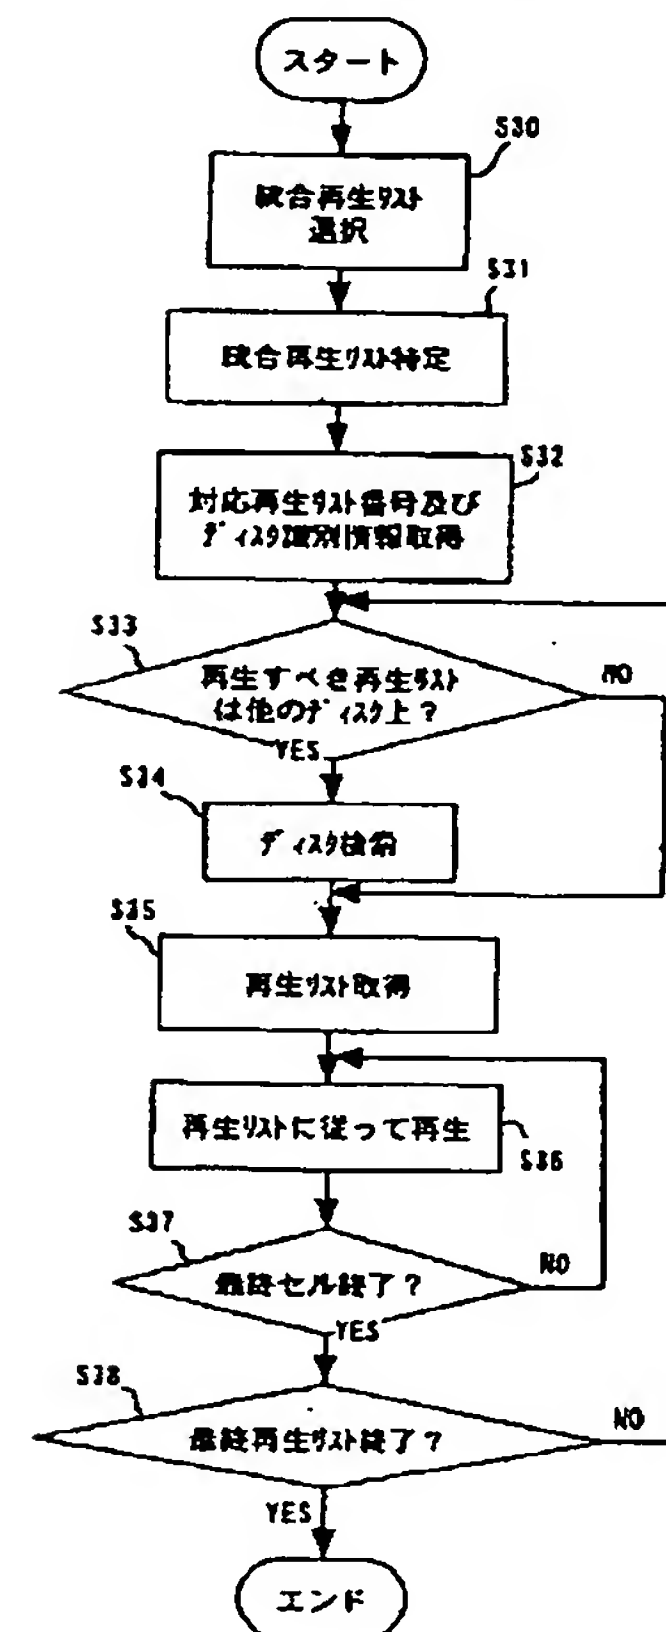 スタート
S30
統合再生リスト
選択
S31
統合再生リスト特定
S32
対応再生リスト番号及び
ディスク識別情報取得
S33
再生すべき再生リスト
は他のディスク上？
NO
YES
S34
ディスク検索
S35
再生リスト取得
再生リストに従って再生
S36
S37
最終セル終了？
NO
YES
S38
最終再生リスト終了？
NO
YES
エンド